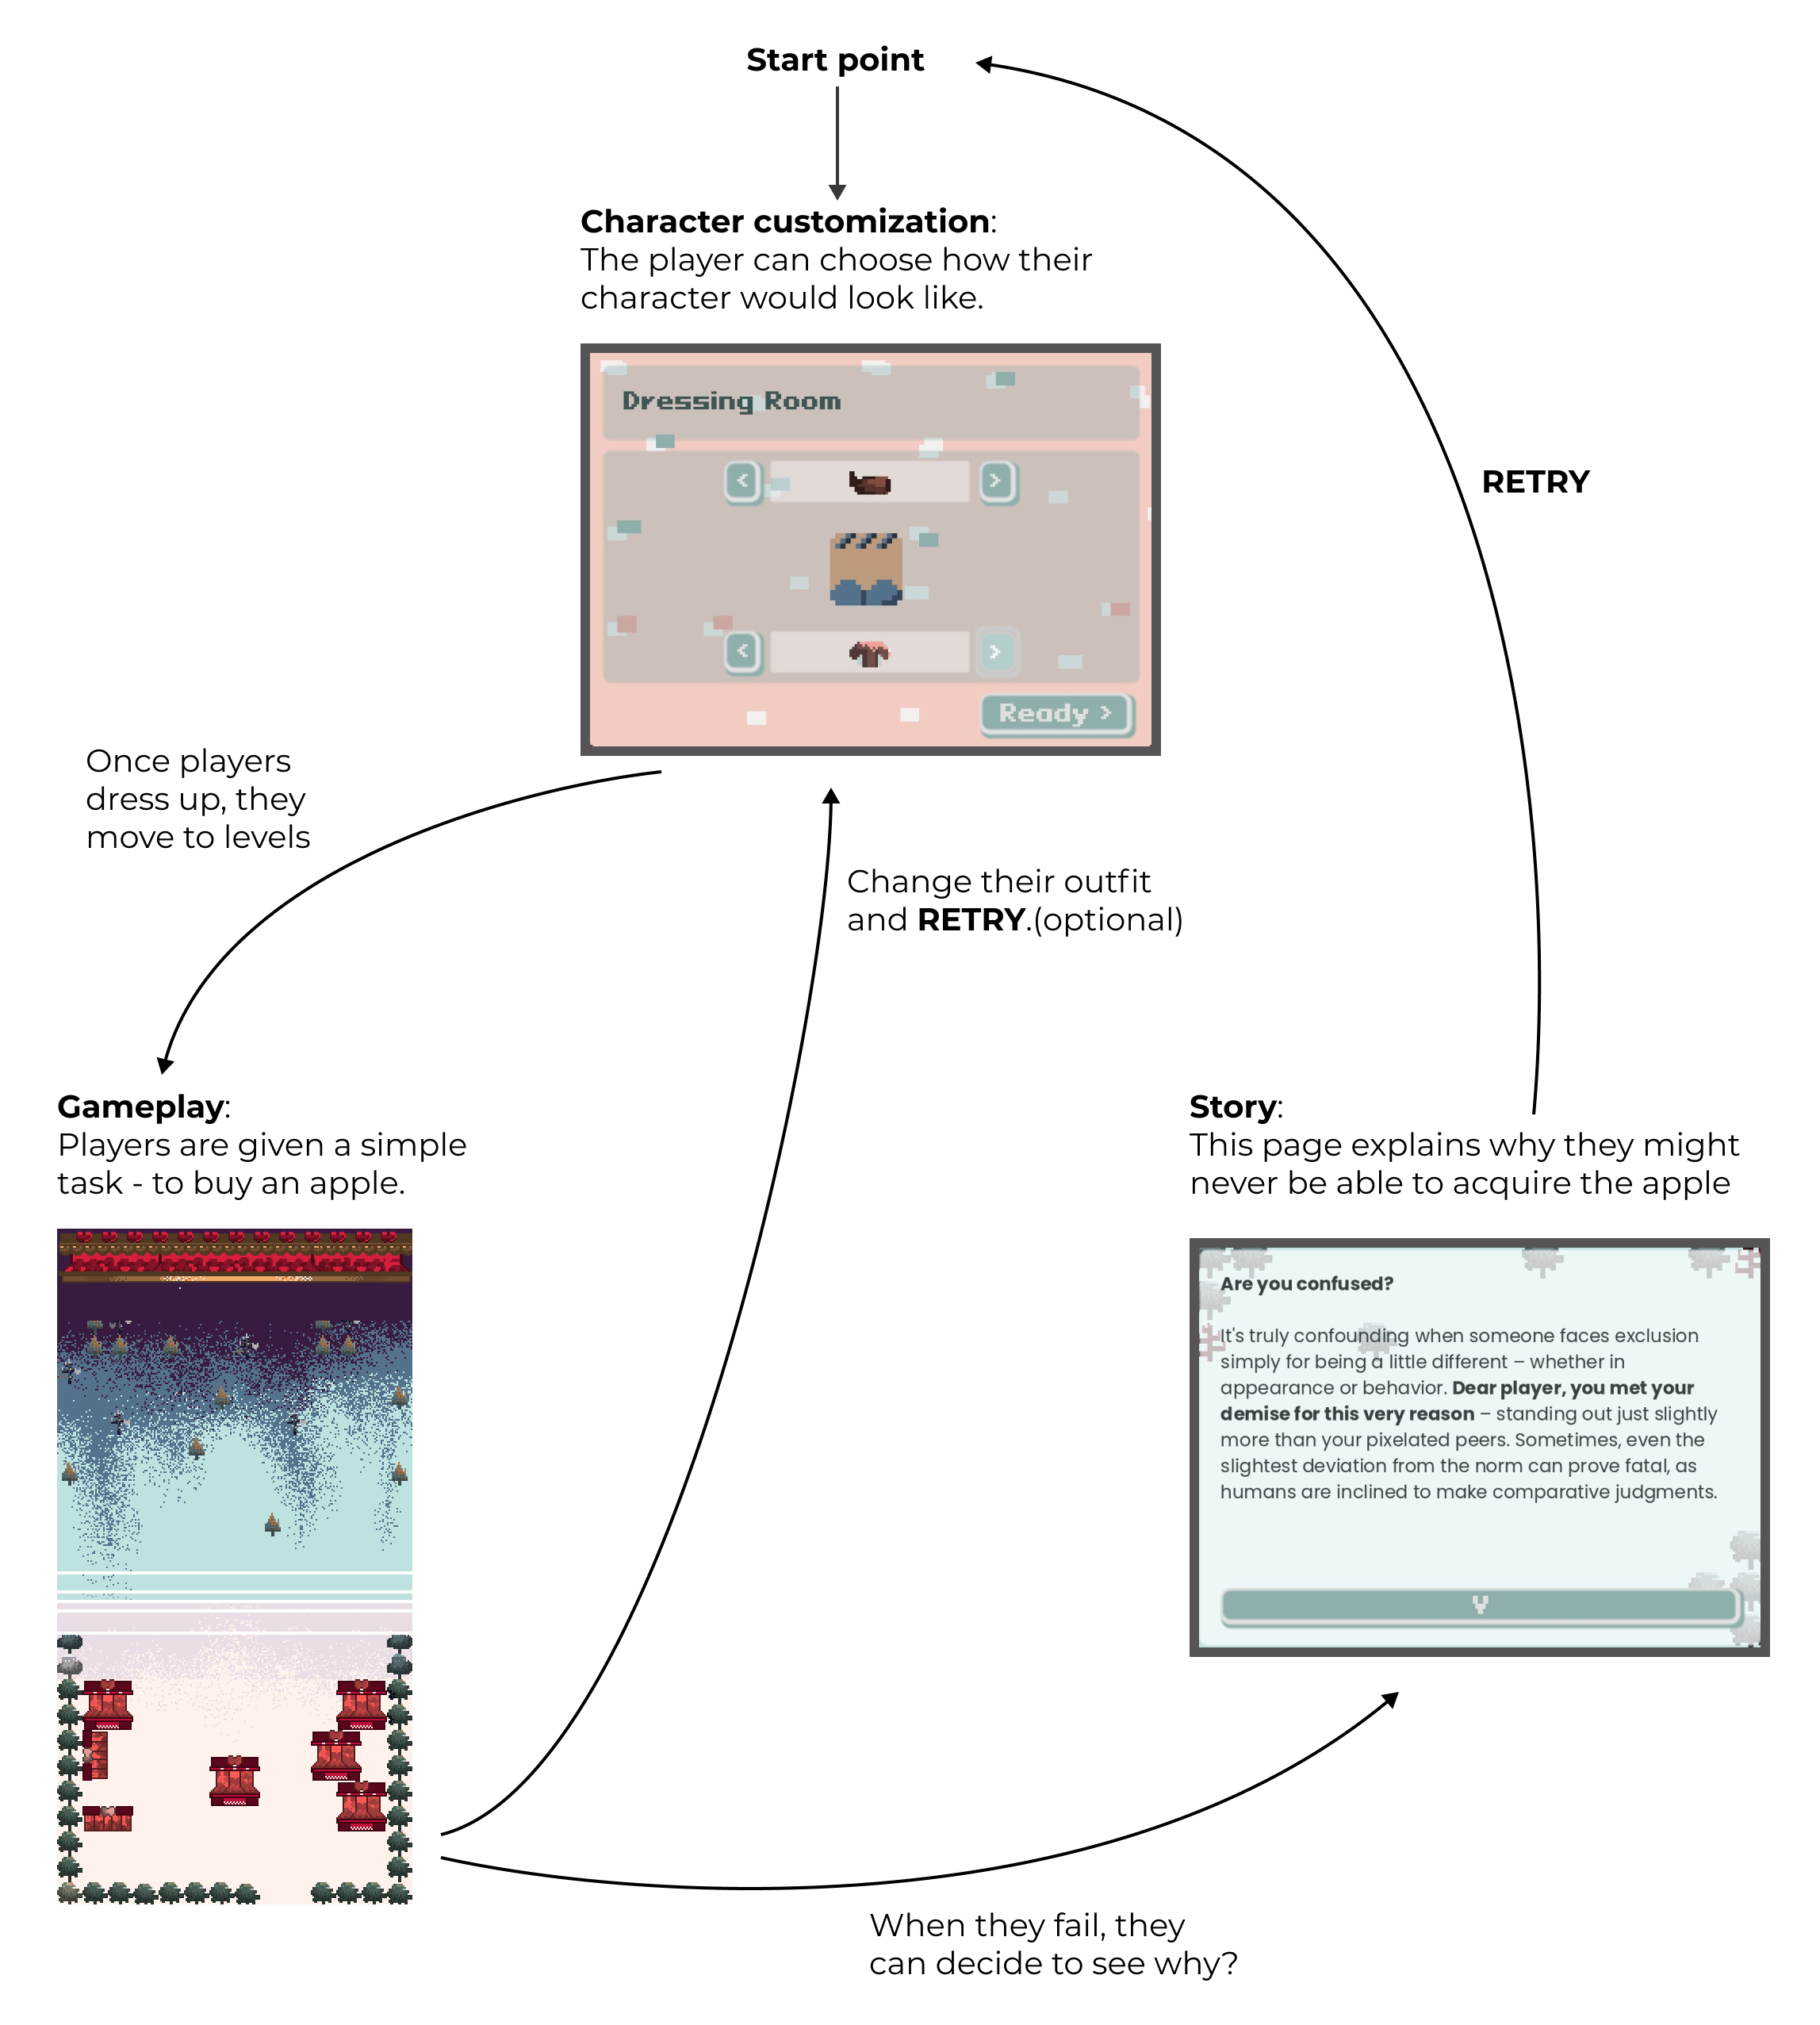 Start point
Character customization:
The player can choose how their
character would look like.
Dressing Room
<
>
<
>
Ready >
RETRY
Once players
dress up, they
move to levels
Change their outfit
and RETRY.(optional)
Gameplay:
Players are given a simple
task - to buy an apple.
Story:
This page explains why they might
never be able to acquire the apple
Are you confused?
It's truly confounding when someone faces exclusion
simply for being a little different – whether in
appearance or behavior. Dear player, you met your
demise for this very reason – standing out just slightly
more than your pixelated peers. Sometimes, even the
slightest deviation from the norm can prove fatal, as
humans are inclined to make comparative judgments.
When they fail, they
can decide to see why?